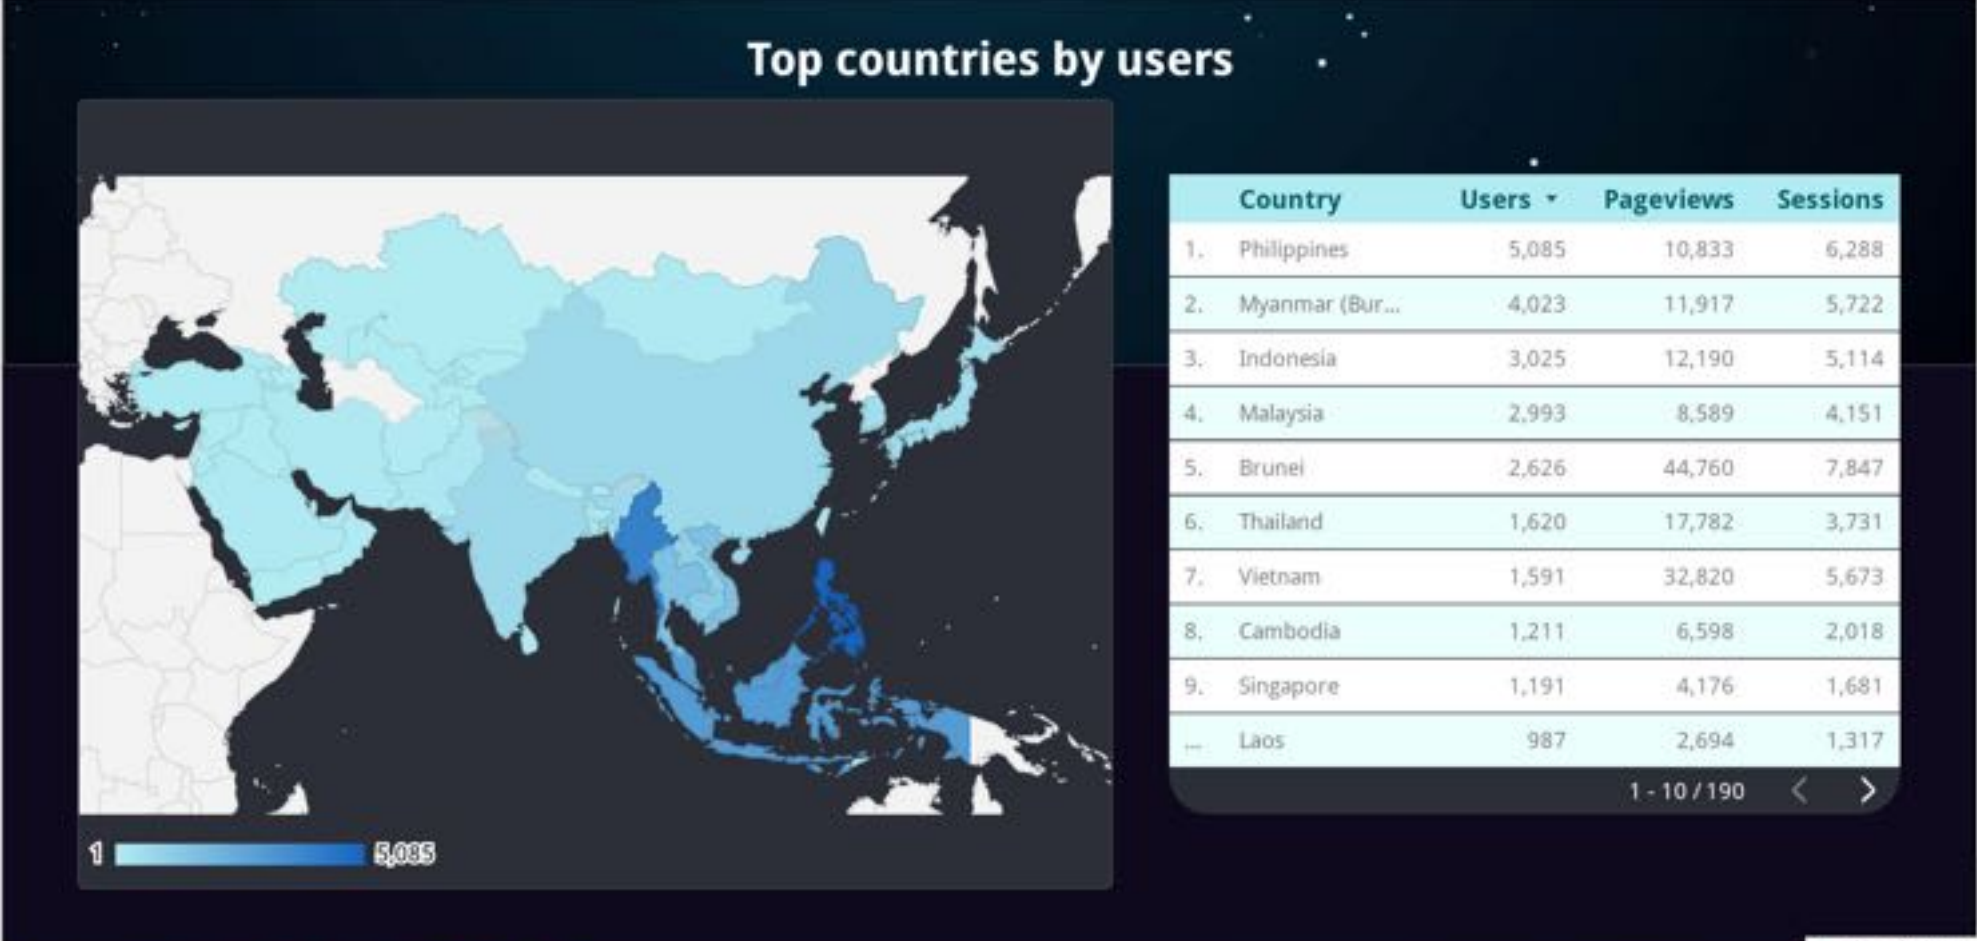 Top countries by users
Country Users Pageviews Sessions
1. Philippines 5,085 10,833 6,288
2. Myanmar (Bur... 4,023 11,917 5,722
3. Indonesia 3,025 12,190 5,114
4. Malaysia 2,993 8,589 4,151
5. Brunei 2,626 44,760 7,847
6. Thailand 1,620 17,782 3,731
7. Vietnam 1,591 32,820 5,673
8. Cambodia 1,211 6,598 2,018
9. Singapore 1,191 4,176 1,681
... Laos 987 2,694 1,317
1 - 10 / 190
1 5,085